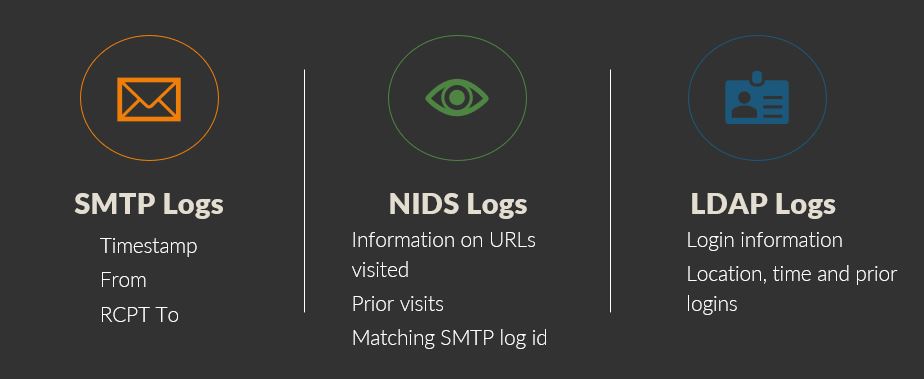 SMTP Logs
Timestamp
From
RCPT To
NIDS Logs
Information on URLs
visited
Prior visits
Matching SMTP log id
LDAP Logs
Login information
Location, time and prior
logins